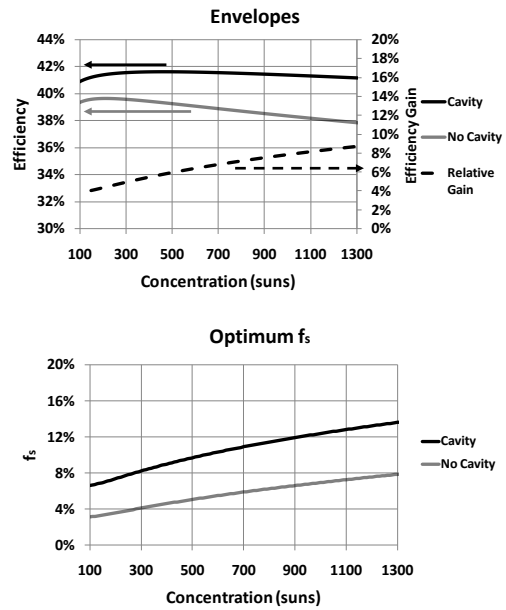 Envelopes
44%
42%
40%
38%
36%
34%
32%
30%
Efficiency
20%
18%
16%
14%
12%
10%
8%
6%
4%
2%
0%
Efficiency Gain
Cavity
No Cavity
Relative
Gain
100 300 500 700 900 1100 1300
Concentration (suns)
Optimum fs
20%
16%
12%
8%
4%
0%
fs
Cavity
No Cavity
100 300 500 700 900 1100 1300
Concentration (suns)